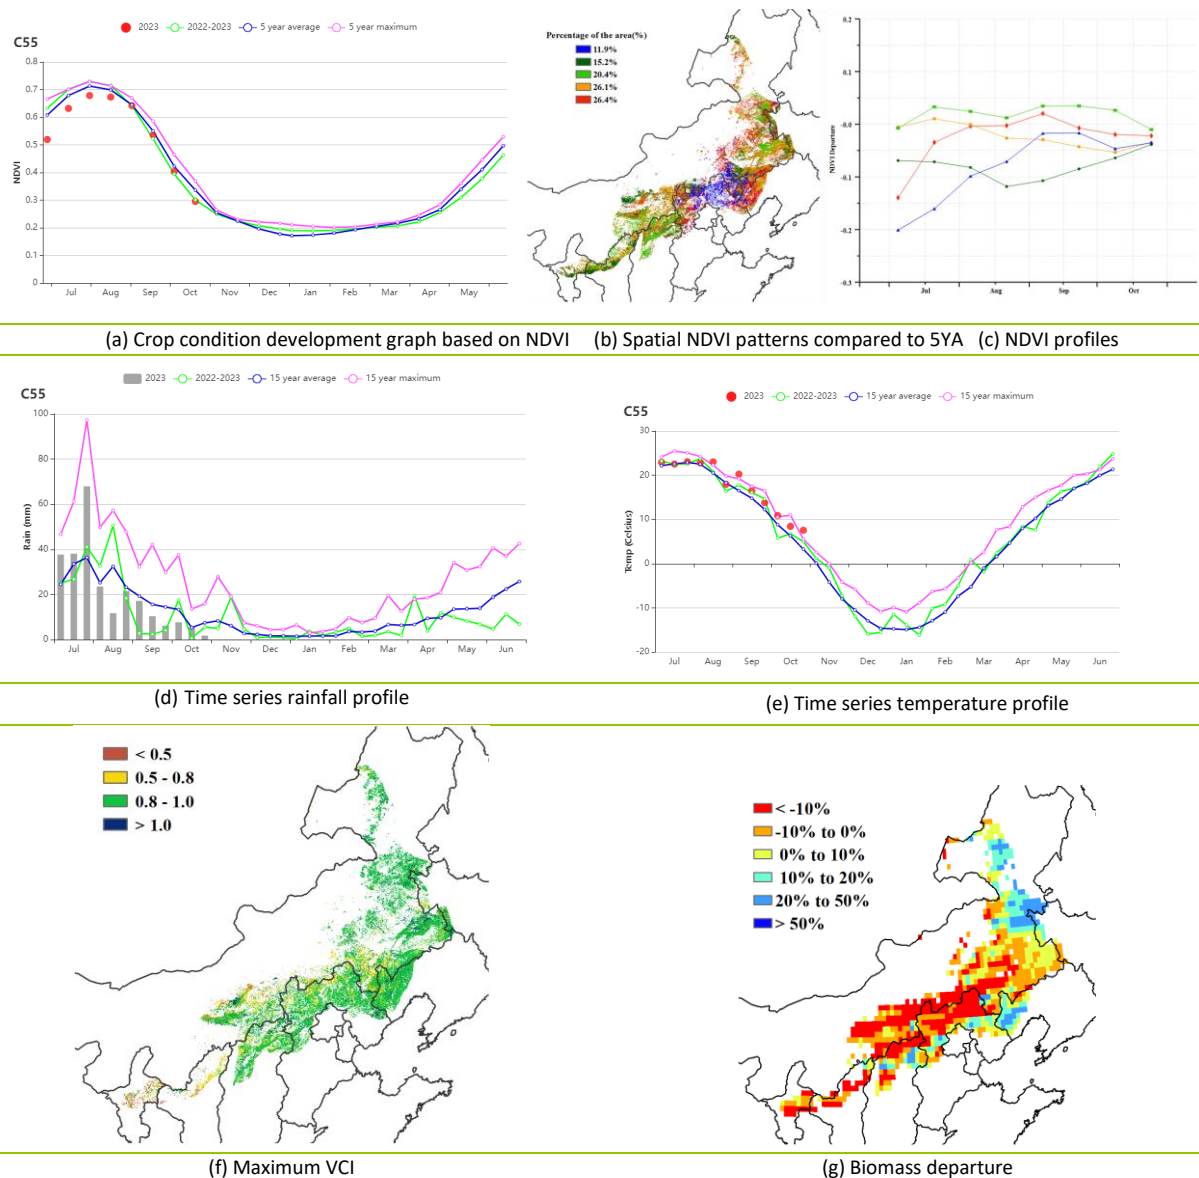 2023 2022-2023 5 year average 5 year maximum
C55
NDVI
0.8
0.7
0.6
0.5
0.4
0.3
0.2
0.1
0
Jul Aug Sep Oct Nov Dec Jan Feb Mar Apr May
Percentage of the area(%)
11.9%
15.2%
20.4%
26.1%
26.4%
NDVI Departure
0.2
0.1
-0.0
-0.1
-0.2
-0.3
Jul Aug Sep Oct
(a) Crop condition development graph based on NDVI (b) Spatial NDVI patterns compared to 5YA (c) NDVI profiles
2023 2022-2023 15 year average 15 year maximum
C55
Rain (mm)
100
80
60
40
20
0
Jul Aug Sep Oct Nov Dec Jan Feb Mar Apr May Jun
2023 2022-2023 15 year average 15 year maximum
C55
Temp (Celsius)
30
20
10
0
-10
-20
Jul Aug Sep Oct Nov Dec Jan Feb Mar Apr May Jun
(d) Time series rainfall profile
(e) Time series temperature profile
< 0.5
0.5 - 0.8
0.8 - 1.0
> 1.0
< -10%
-10% to 0%
0% to 10%
10% to 20%
20% to 50%
> 50%
(f) Maximum VCI
(g) Biomass departure